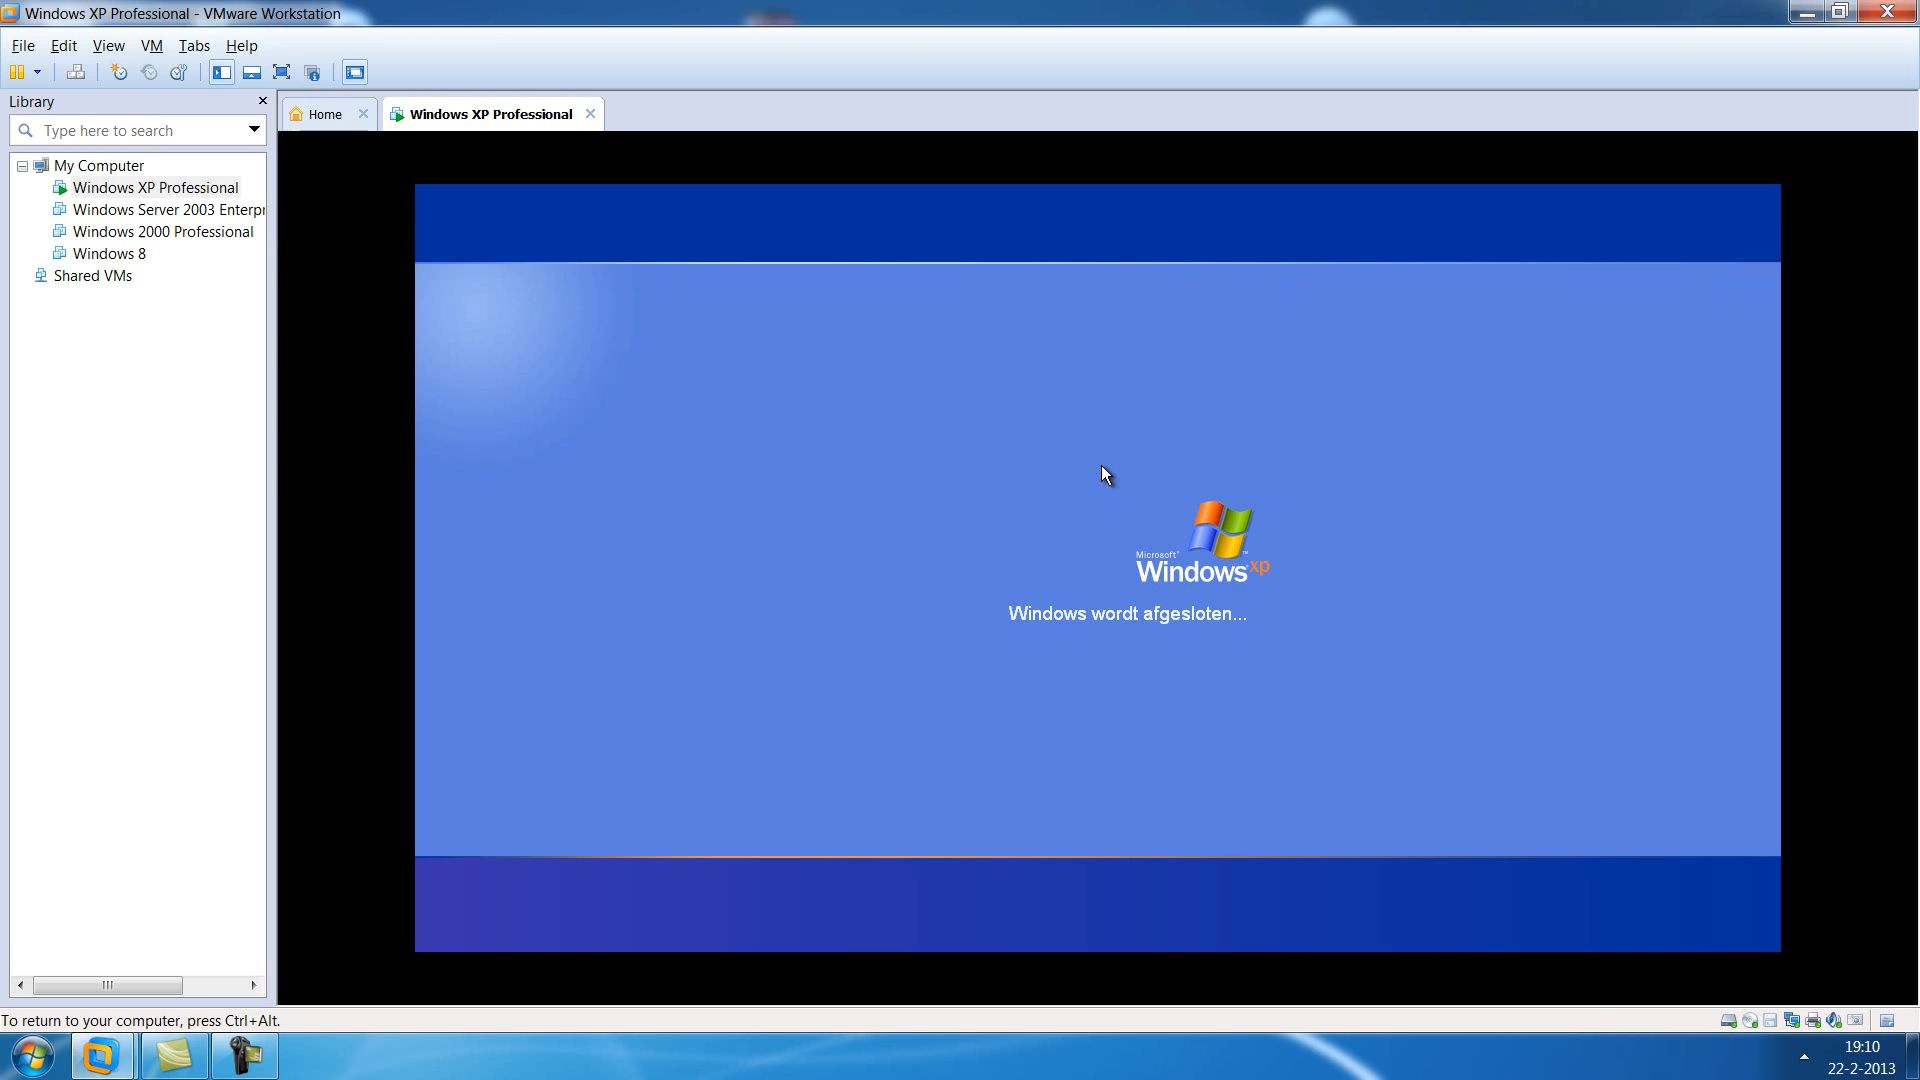 Windows XP Professional - VMware Workstation
File Edit View VM Tabs Help
Library
Home
Windows XP Professional
Type here to search
My Computer
Windows XP Professional
Windows Server 2003 Enterpr
Windows 2000 Professional
Windows 8
Shared VMs
Microsoft
Windows xp
Windows wordt afgesloten...
To return to your computer, press Ctrl+Alt.
19:10
22-2-2013